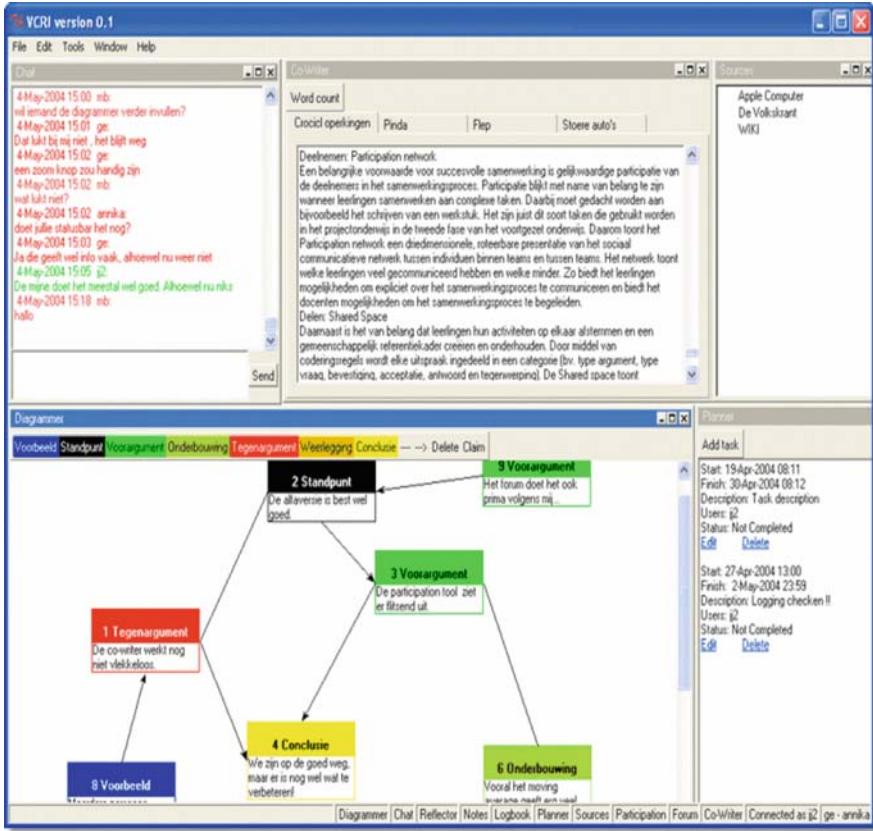 VCRI version 0.1
File Edit Tools Window Help
Chat
4-May-2004 15:00 mb:
wil iemand de diagrammer verder invullen?
4-May-2004 15:01 ge:
Dat lukt bij mij niet , het blijft weg
4-May-2004 15:02 ge:
een zoom knop zou handig zijn
4-May-2004 15:02 mb:
wat lukt niet?
4-May-2004 15:02 annika:
doet jullie statusbar het nog?
4-May-2004 15:03 ge:
Ja die geeft wel info vaak, alhoewel nu weer niet
4-May-2004 15:05 jj2:
De mijne doet het meestal wel goed. Alhoewel nu niks
4-May-2004 15:18 mb:
hallo
Send
Co-Writer
Word count
Crocicl operkingen Pinda Flep Stoere auto's
Deelnemen: Participation network
Een belangrijke voorwaarde voor succesvolle samenwerking is gelijkwaardige participatie van
de deelnemers in het samenwerkingsproces. Participatie blijkt met name van belang te zijn
wanneer leerlingen samenwerken aan complexe taken. Daarbij moet gedacht worden aan
bijvoorbeeld het schrijven van een werkstuk. Het zijn juist dit soort taken die gebruikt worden
in het projectonderwijs in de tweede fase van het voortgezet onderwijs. Daarom toont het
Participation network een driedimensionele, roteerbare presentatie van het sociaal
communicatieve netwerk tussen individuen binnen teams en tussen teams. Het netwerk toont
welke leerlingen veel gecommuniceerd hebben en welke minder. Zo biedt het leerlingen
mogelijkheden om expliciet over het samenwerkingsproces te communiceren en biedt het
docenten mogelijkheden om het samenwerkingsproces te begeleiden.
Delen: Shared Space
Daarnaast is het van belang dat leerlingen hun activiteiten op elkaar afstemmen en een
gemeenschappelijk referentiekader creëren en onderhouden. Door middel van
coderingsregels wordt elke uitspraak ingedeeld in een categorie (bv. type argument, type
vraag, bevestiging, acceptatie, antwoord en tegenwerping). De Shared space toont
Sources
Apple Computer
De Volkskrant
WIKI
Diagrammer
Voorbeeld Standpunt Voorargument Onderbouwing Tegenargument Weerlegging Conclusie --- --> Delete Claim
2 Standpunt
De alfaversie is best wel
goed.
9 Voorargument
Het forum doet het ook
prima volgens mij...
3 Voorargument
De participation tool ziet
er flitsend uit.
1 Tegenargument
De co-writer werkt nog
niet vlekkeloos.
4 Conclusie
We zijn op de goed weg,
maar er is nog wel wat te
verbeteren!
8 Voorbeeld
6 Onderbouwing
Vooral het moving
average geeft erg veel
Planner
Add task
Start: 19-Apr-2004 08:11
Finish: 30-Apr-2004 08:12
Description: Task description
Users: jj2
Status: Not Completed
Edit Delete
Start: 27-Apr-2004 13:00
Finish: 2-May-2004 23:59
Description: Logging checken !!
Users: jj2
Status: Not Completed
Edit Delete
Diagrammer Chat Reflector Notes Logbook Planner Sources Participation Forum Co-Writer Connected as jj2 ge - annika